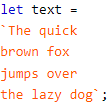 let text =
`The quick
brown fox
jumps over
the lazy dog`;